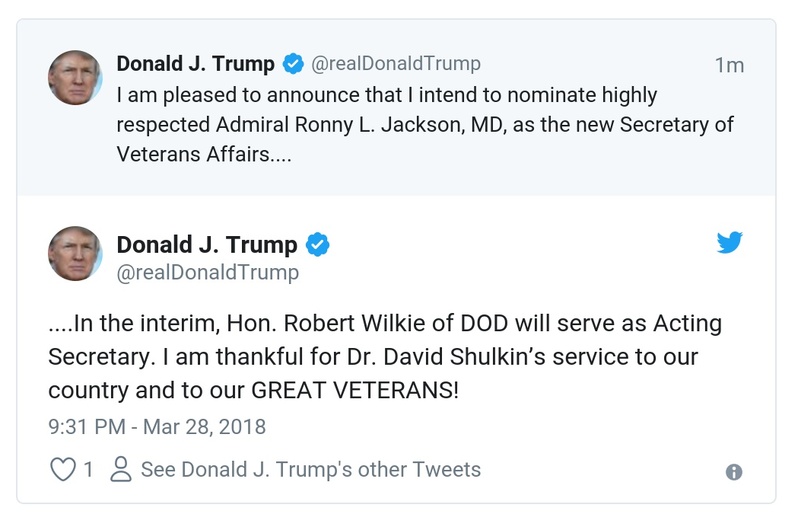 Donald J. Trump @realDonaldTrump 1m
I am pleased to announce that I intend to nominate highly
respected Admiral Ronny L. Jackson, MD, as the new Secretary of
Veterans Affairs....
Donald J. Trump
@realDonaldTrump
....In the interim, Hon. Robert Wilkie of DOD will serve as Acting
Secretary. I am thankful for Dr. David Shulkin’s service to our
country and to our GREAT VETERANS!
9:31 PM - Mar 28, 2018
1 See Donald J. Trump's other Tweets